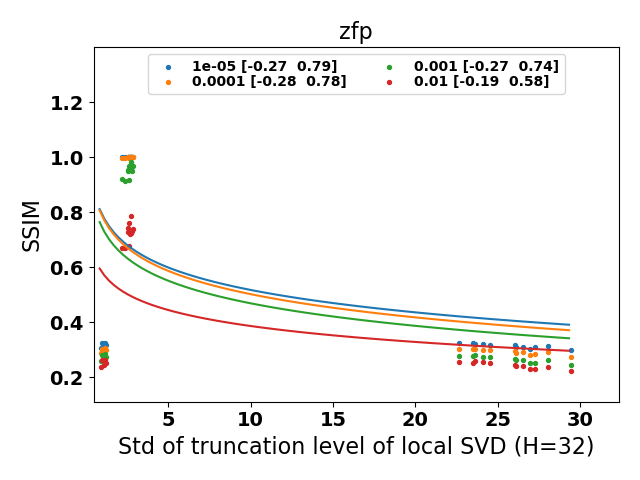 zfp
1e-05 [-0.27  0.79]
0.0001 [-0.28  0.78]
0.001 [-0.27  0.74]
0.01 [-0.19  0.58]
SSIM
1.2
1.0
0.8
0.6
0.4
0.2
5 10 15 20 25 30
Std of truncation level of local SVD (H=32)